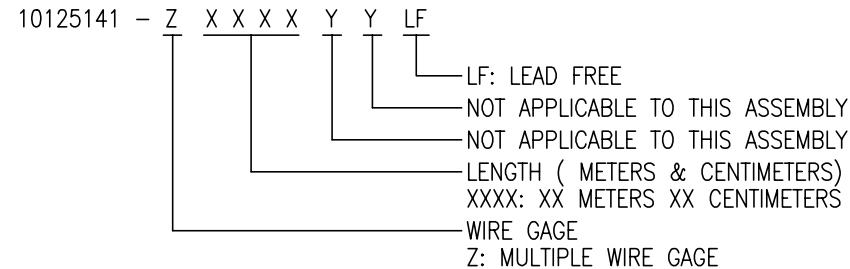 10125141 - Z X X X X Y Y LF
LF: LEAD FREE
NOT APPLICABLE TO THIS ASSEMBLY
NOT APPLICABLE TO THIS ASSEMBLY
LENGTH ( METERS & CENTIMETERS)
XXXX: XX METERS XX CENTIMETERS
WIRE GAGE
Z: MULTIPLE WIRE GAGE